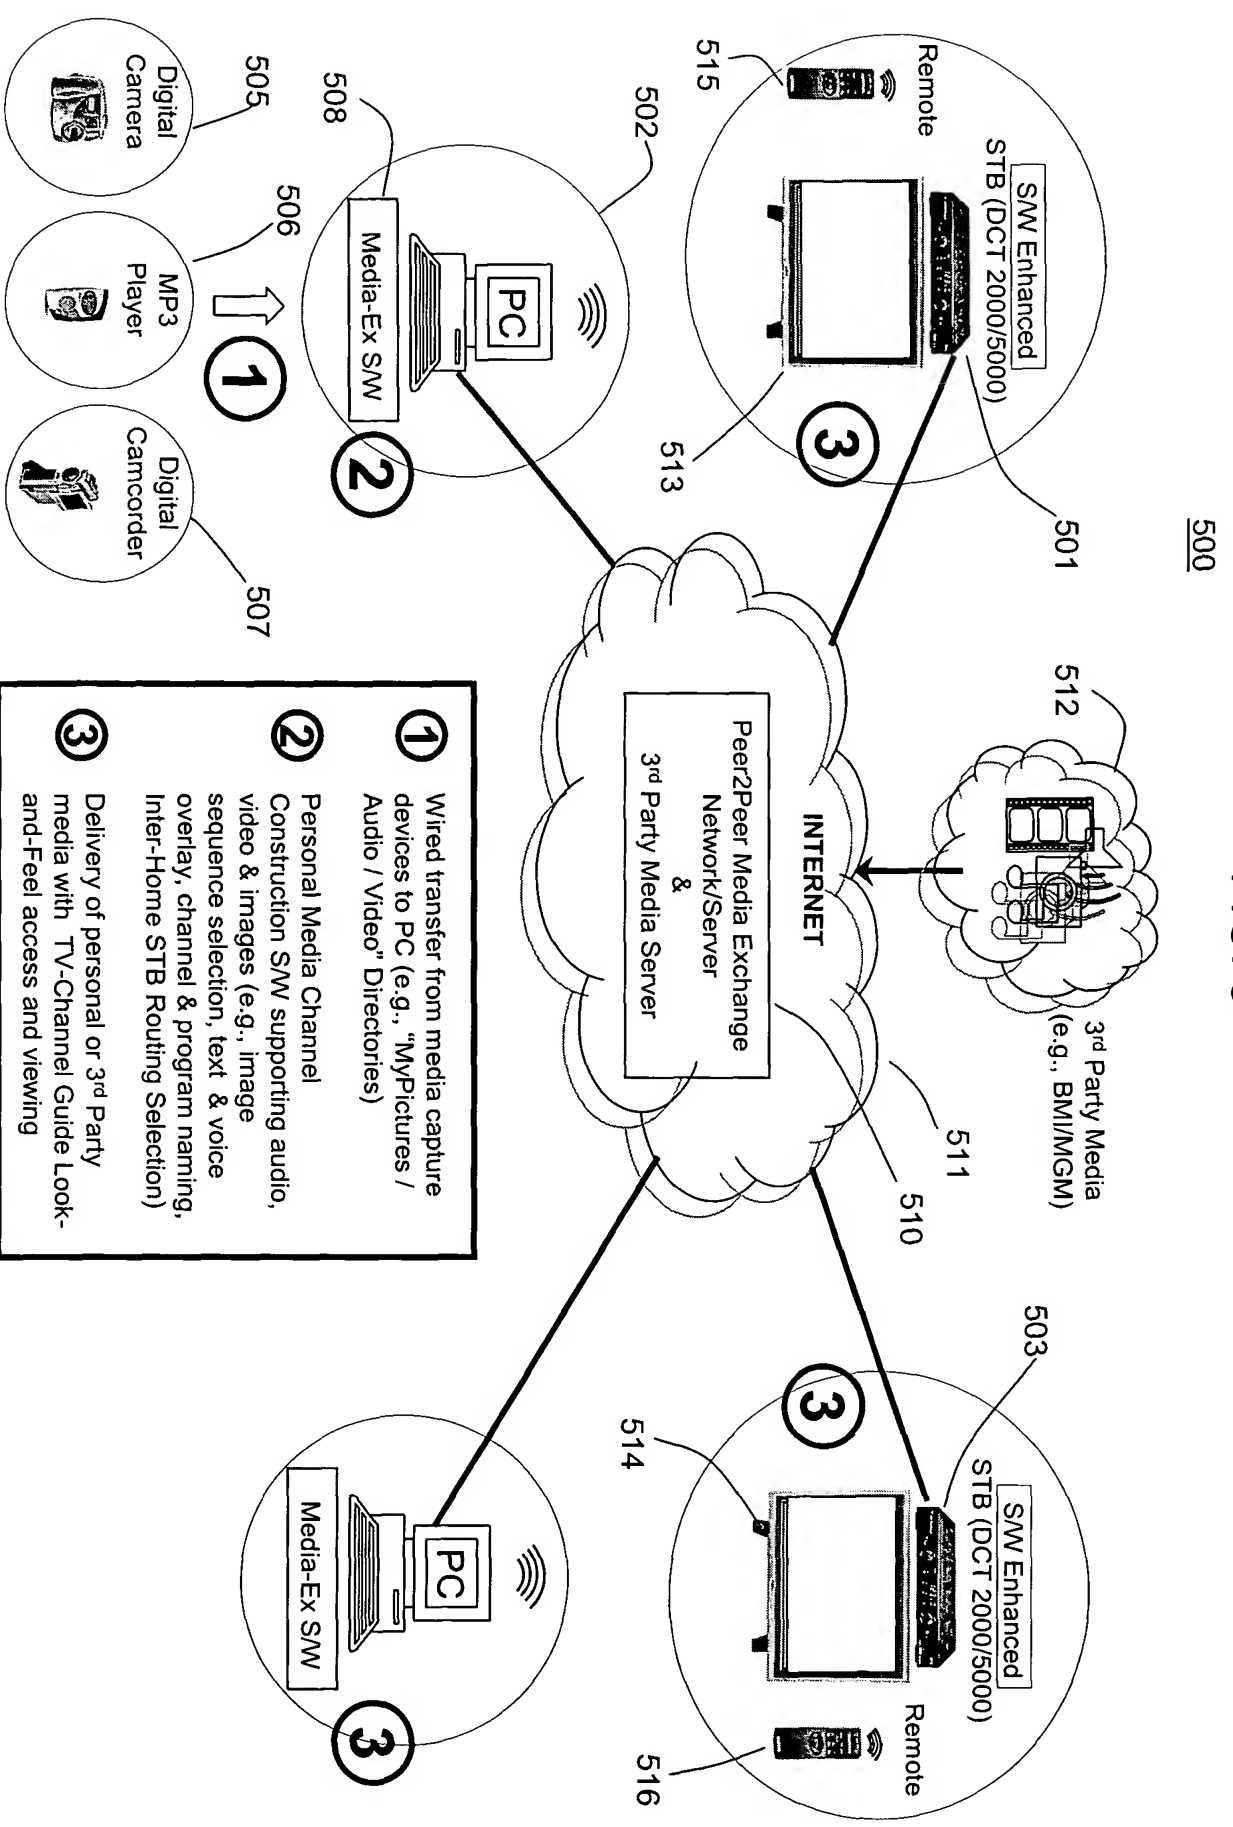 500
515
Remote
S/W Enhanced
STB (DCT 2000/5000)
3
513
501
512
3rd Party Media
(e.g., BMI/MGM)
503
S/W Enhanced
STB (DCT 2000/5000)
3
514
Remote
516
INTERNET
Peer2Peer Media Exchange
Network/Server
&
3rd Party Media Server
511
510
502
508
PC
Media-Ex S/W
2
505
Digital
Camera
506
MP3
Player
1
Digital
Camcorder
507
PC
Media-Ex S/W
3
1 Wired transfer from media capture
devices to PC (e.g., “MyPictures /
Audio / Video” Directories)
2 Personal Media Channel
Construction S/W supporting audio,
video & images (e.g., image
sequence selection, text & voice
overlay, channel & program naming,
Inter-Home STB Routing Selection)
3 Delivery of personal or 3rd Party
media with TV-Channel Guide Look-
and-Feel access and viewing